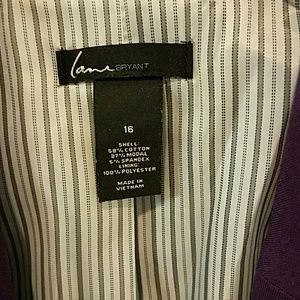 lane BRYANT
16
SHELL:
58% COTTON
37% MODAL
5% SPANDEX
LINING:
100% POLYESTER
MADE IN
VIETNAM